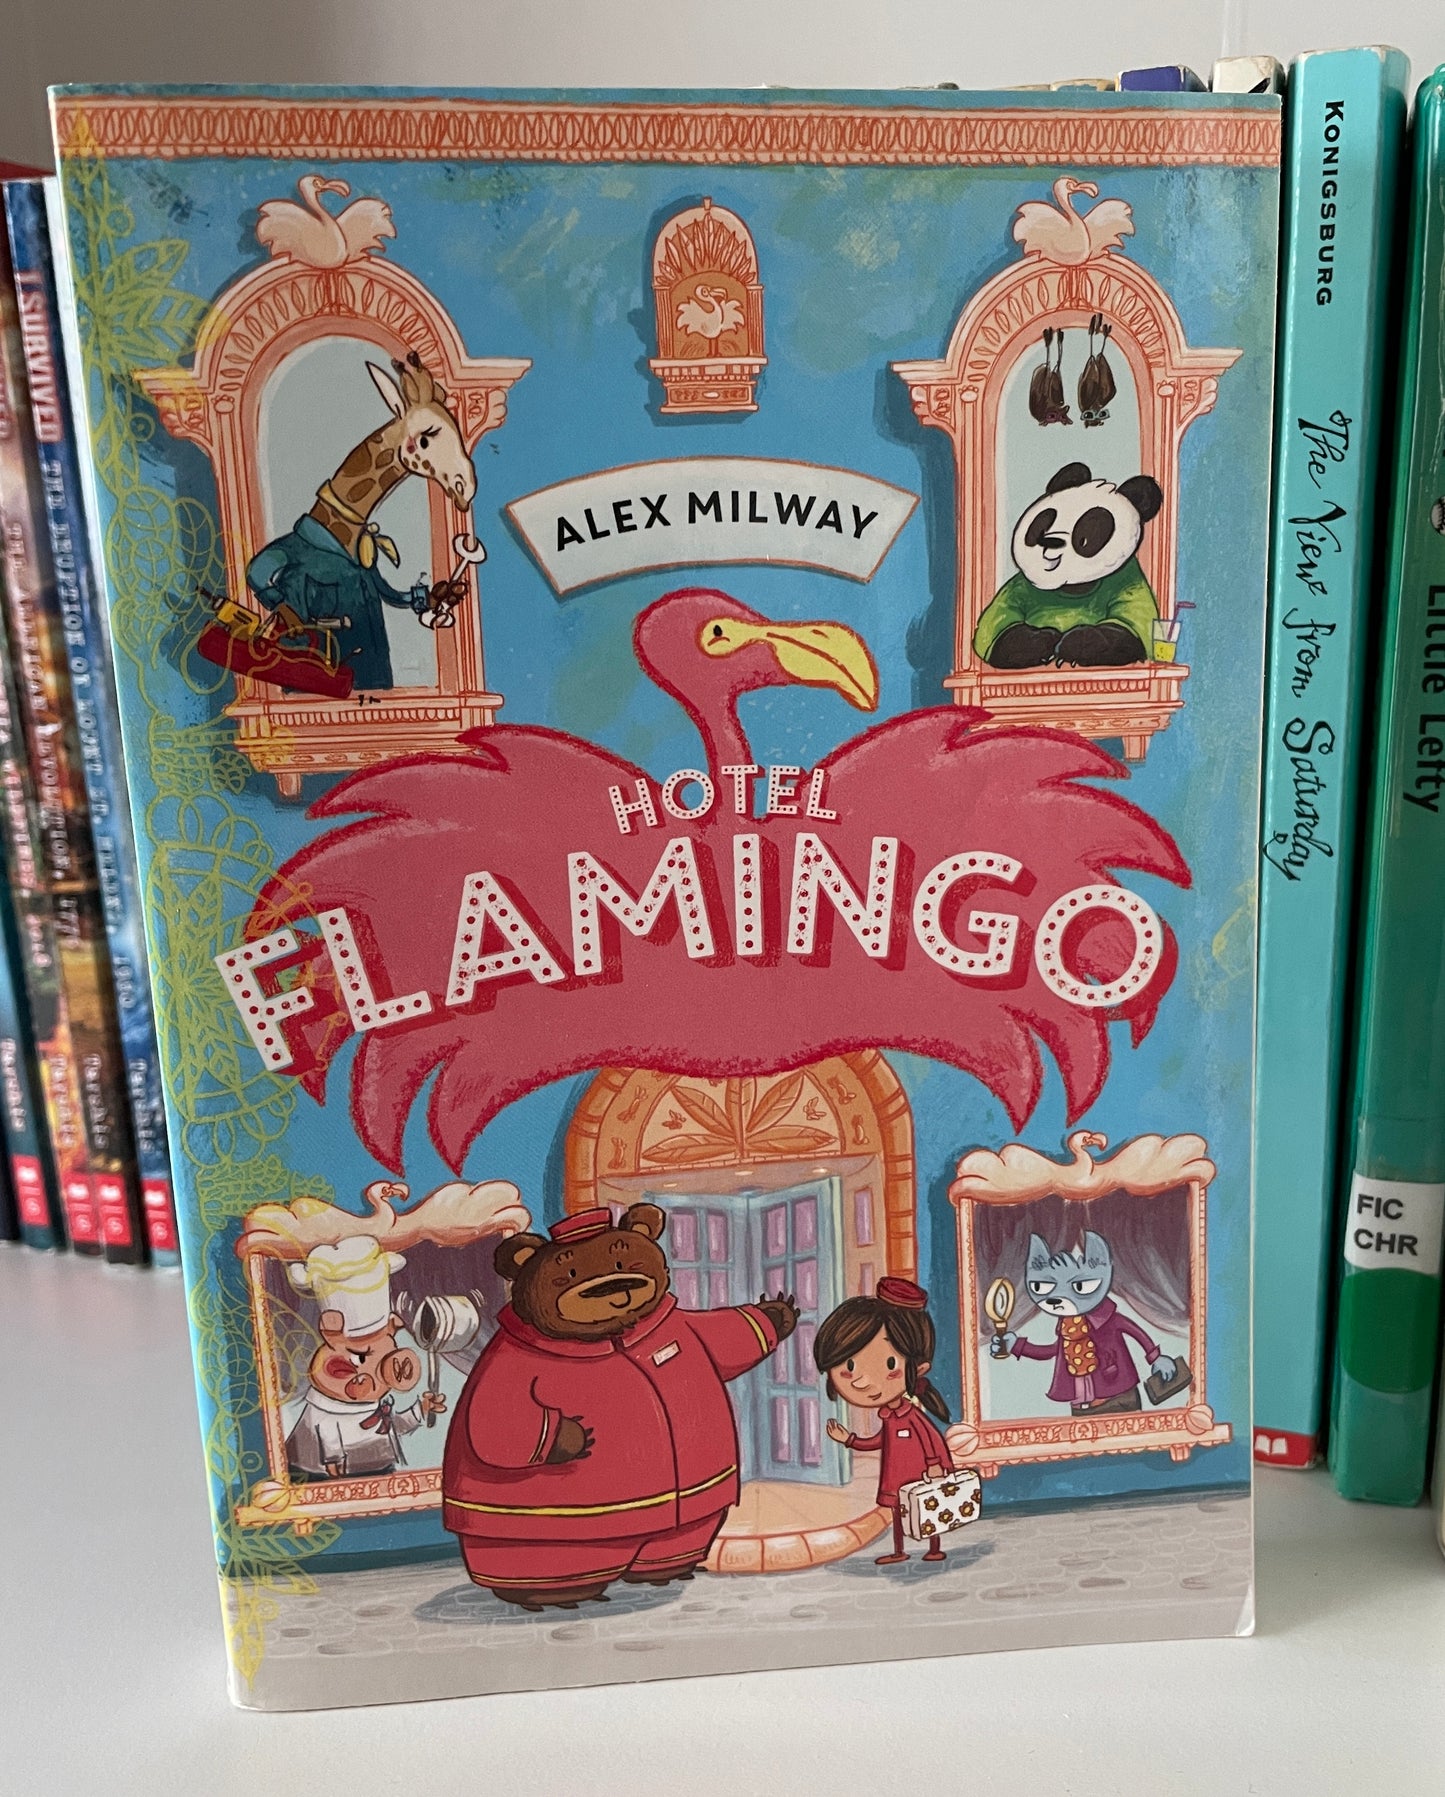 ALEX MILWAY
HOTEL
FLAMINGO
I SURVIVED
KONIGSBURG
The View from Saturday
Little Lefty
FIC
CHR